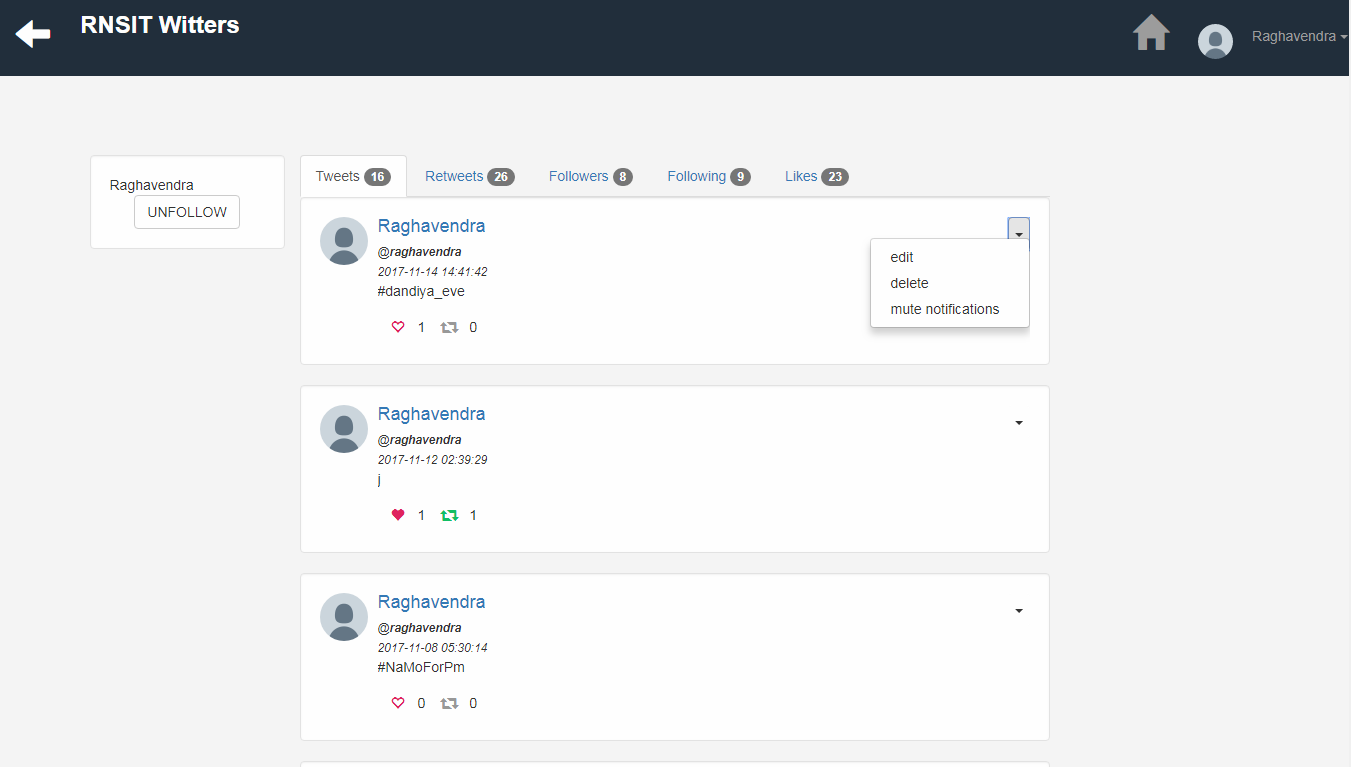 RNSIT Witters
Raghavendra
Raghavendra
UNFOLLOW
Tweets 16 Retweets 26 Followers 8 Following 9 Likes 23
Raghavendra
@raghavendra
2017-11-14 14:41:42
#dandiya_eve
1 0
edit
delete
mute notifications
Raghavendra
@raghavendra
2017-11-12 02:39:29
j
1 1
Raghavendra
@raghavendra
2017-11-08 05:30:14
#NaMoForPm
0 0